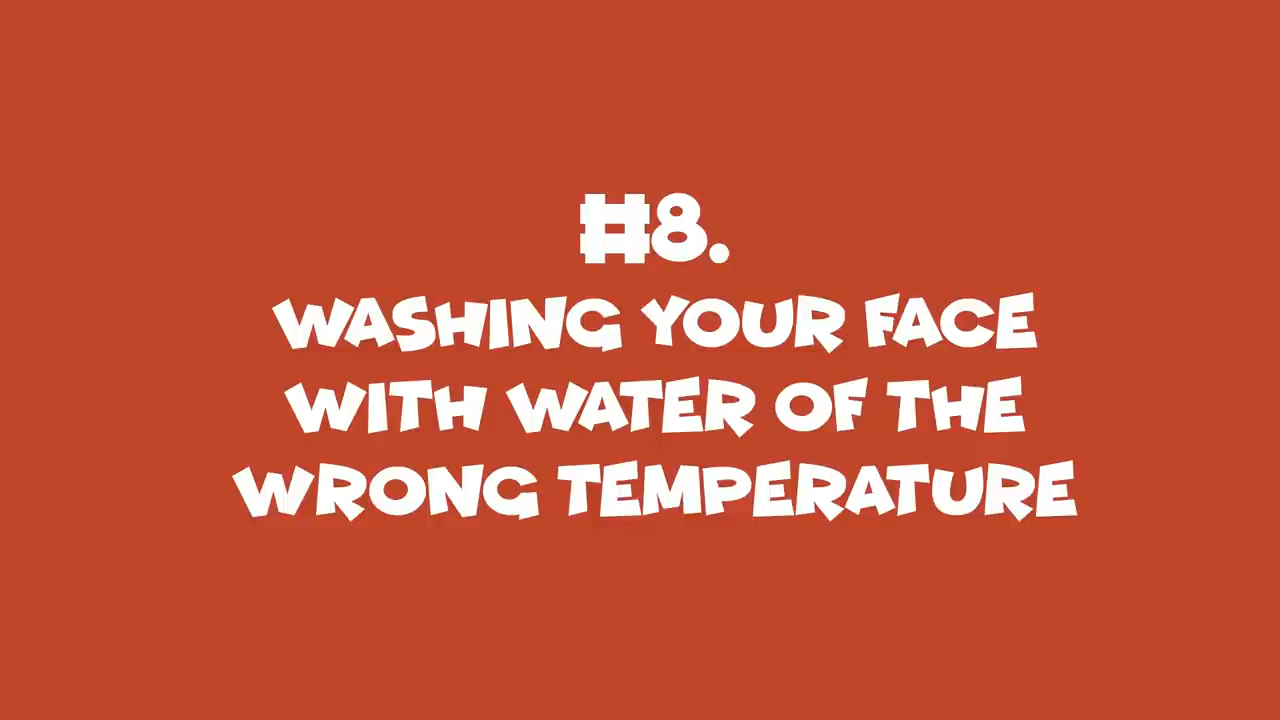 #8.
WASHING YOUR FACE
WITH WATER OF THE
WRONG TEMPERATURE